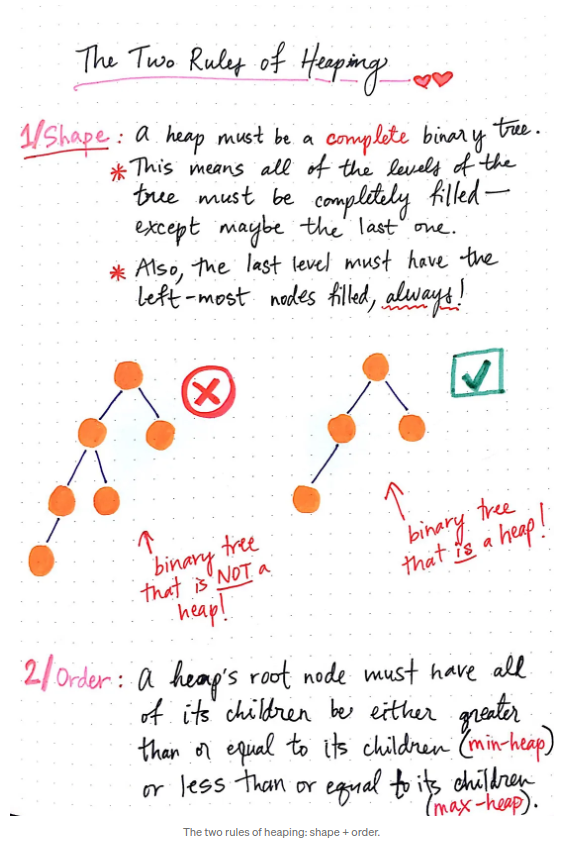 The Two Rules of Heaping
1/Shape: a heap must be a complete binary tree.
* This means all of the levels of the
tree must be completely filled—
except maybe the last one.
* Also, the last level must have the
left-most nodes filled, always!
binary tree
that is NOT a
heap!
binary tree
that is a heap!
2/Order: a heap's root node must have all
of its children be either greater
than or equal to its children (min-heap)
or less than or equal to its children
(max-heap).
The two rules of heaping: shape + order.